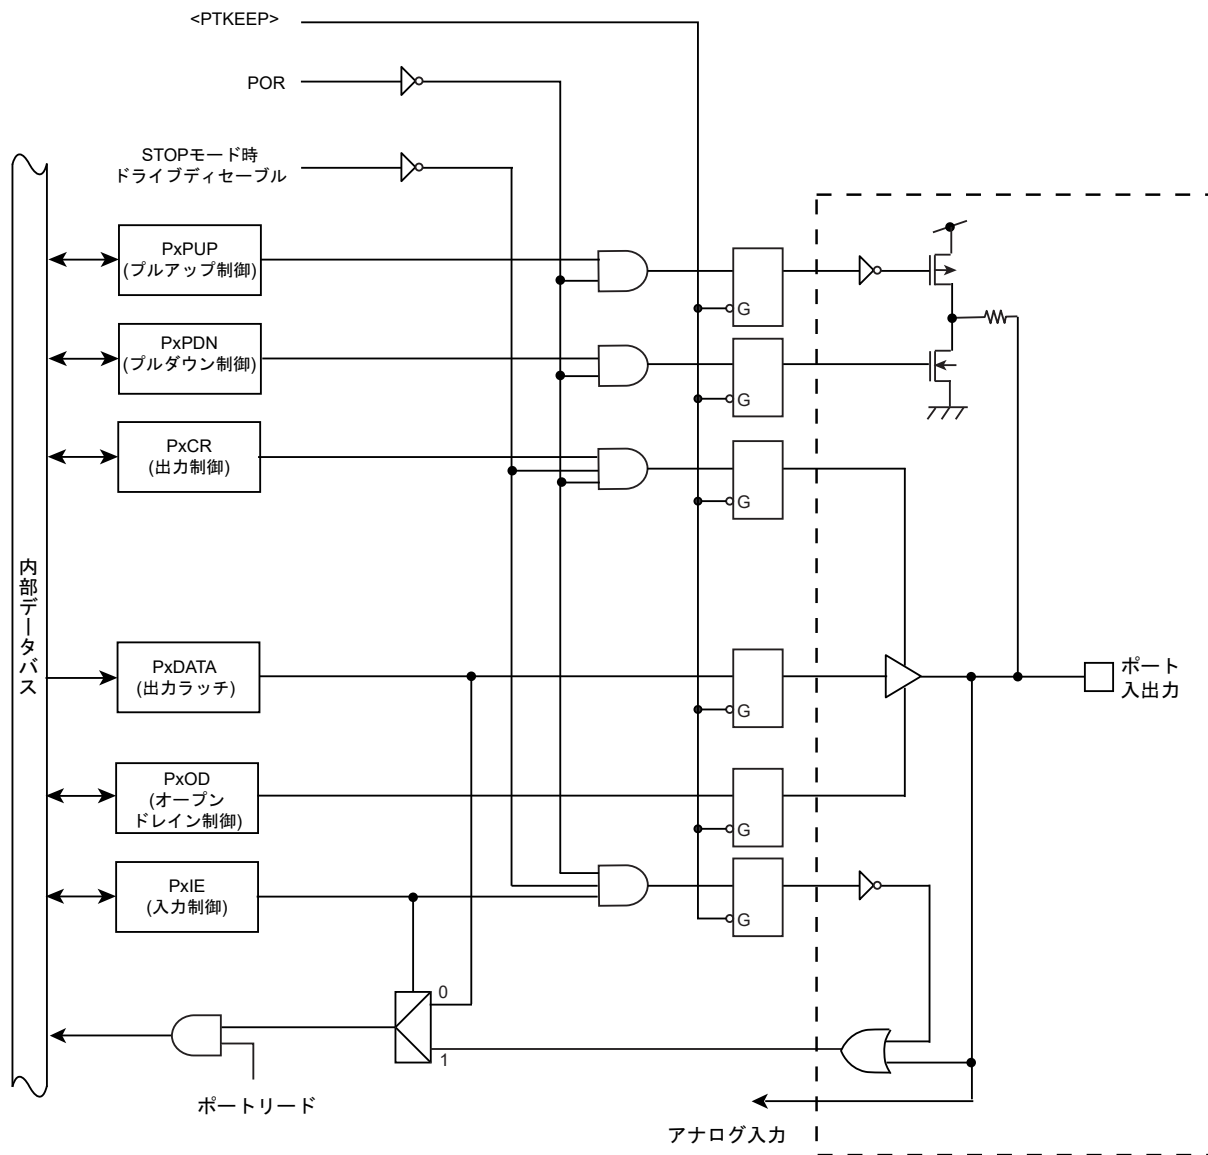 <PTKEEP>
POR
STOPモード時
ドライブディセーブル
PxPUP
(プルアップ制御)
G
PxPDN
(プルダウン制御)
G
PxCR
(出力制御)
G
内部データバス
PxDATA
(出力ラッチ)
G
ポート
入出力
PxOD
(オープン
ドレイン制御)
G
PxIE
(入力制御)
G
0
1
ポートリード
アナログ入力